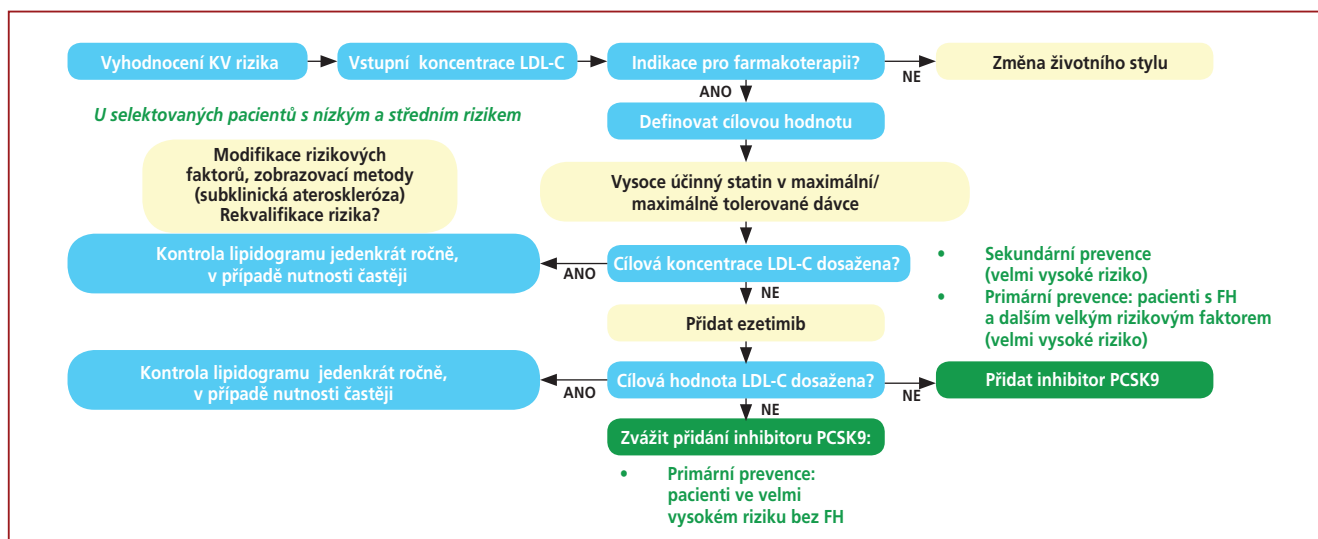 Vyhodnocení KV rizika
Vstupní koncentrace LDL-C
Indikace pro farmakoterapii?
NE
Změna životního stylu
ANO
U selektovaných pacientů s nízkým a středním rizikem
Definovat cílovou hodnotu
Modifikace rizikových
faktorů, zobrazovací metody
(subklinická ateroskleróza)
Rekvalifikace rizika?
Vysoce účinný statin v maximální/
maximálně tolerované dávce
Kontrola lipidogramu jedenkrát ročně,
v případě nutnosti častěji
ANO
Cílová koncentrace LDL-C dosažena?
NE
• Sekundární prevence
(velmi vysoké riziko)
• Primární prevence: pacienti s FH
a dalším velkým rizikovým faktorem
(velmi vysoké riziko)
Přidat ezetimib
Kontrola lipidogramu jedenkrát ročně,
v případě nutnosti častěji
ANO
Cílová hodnota LDL-C dosažena?
NE
Přidat inhibitor PCSK9
NE
Zvážit přidání inhibitoru PCSK9:
• Primární prevence:
pacienti ve velmi
vysokém riziku bez FH